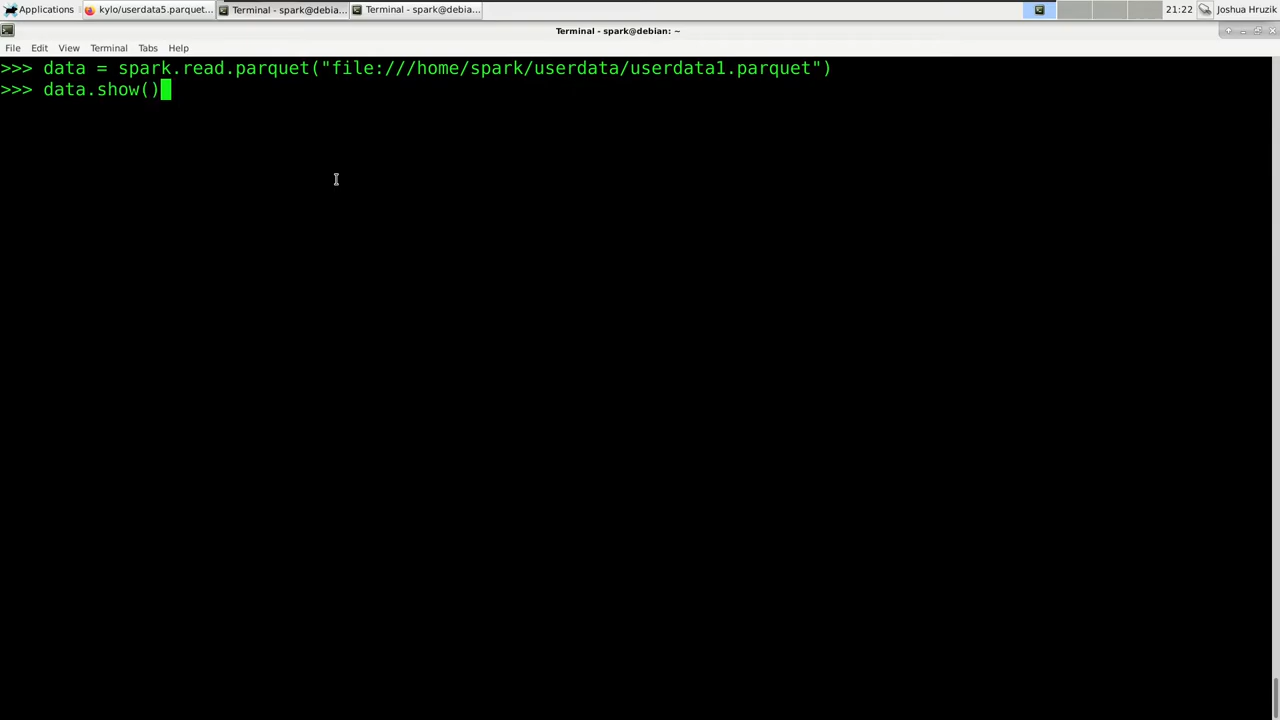 Applications
kylo/userdata5.parquet...
Terminal - spark@debia...
Terminal - spark@debia...
21:22
Joshua Hruzik
Terminal - spark@debian: ~
File Edit View Terminal Tabs Help
>>> data = spark.read.parquet("file:///home/spark/userdata/userdata1.parquet")
>>> data.show()